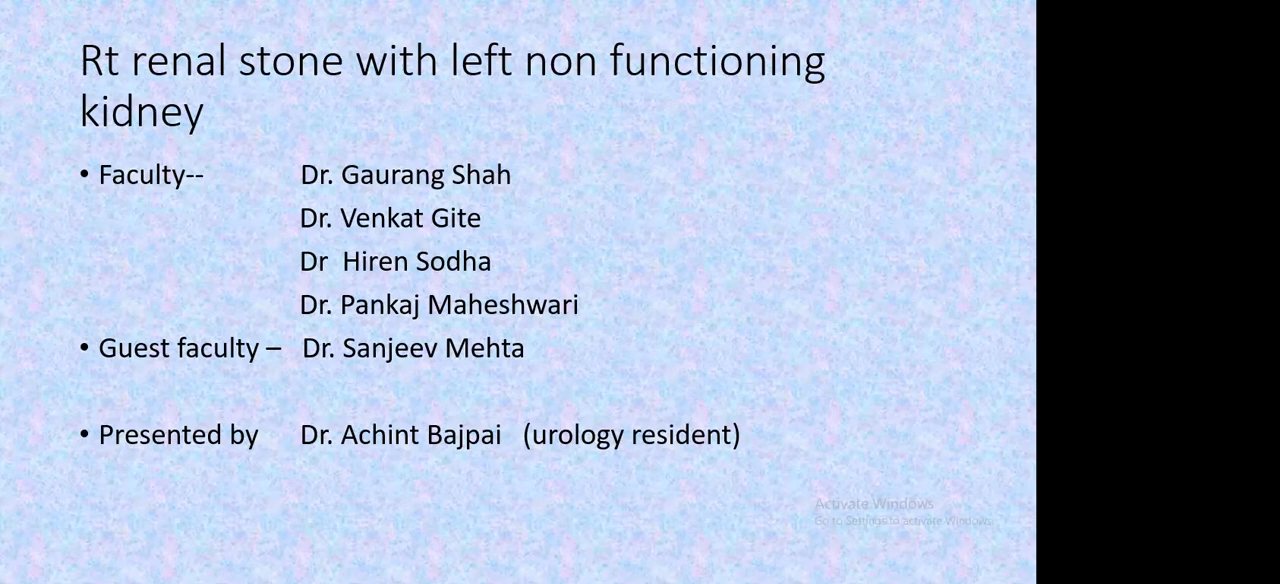 Rt renal stone with left non functioning
kidney
• Faculty-- Dr. Gaurang Shah
Dr. Venkat Gite
Dr Hiren Sodha
Dr. Pankaj Maheshwari
• Guest faculty – Dr. Sanjeev Mehta
• Presented by Dr. Achint Bajpai (urology resident)
Activate Windows
Go to Settings to activate Windows.